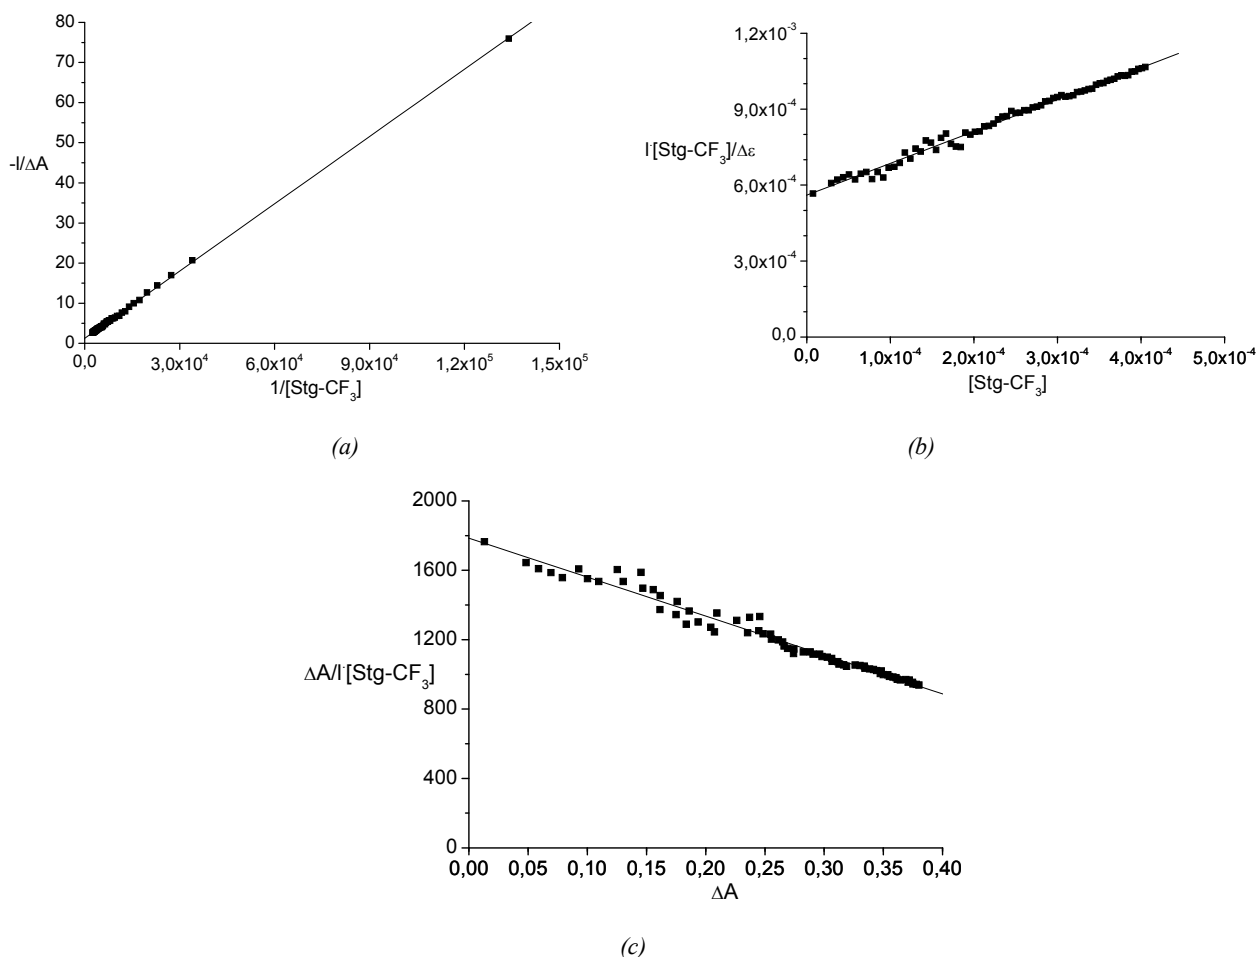 80
70
60
50
-l/ΔA
40
30
20
10
0
0,0 3,0x10⁴ 6,0x10⁴ 9,0x10⁴ 1,2x10⁵ 1,5x10⁵
1/[Stg-CF₃]
(a)
1,2x10⁻³
9,0x10⁻⁴
l·[Stg-CF₃]/Δε
6,0x10⁻⁴
3,0x10⁻⁴
0,0
0,0 1,0x10⁻⁴ 2,0x10⁻⁴ 3,0x10⁻⁴ 4,0x10⁻⁴ 5,0x10⁻⁴
[Stg-CF₃]
(b)
2000
1600
1200
ΔA/l·[Stg-CF₃]
800
400
0
0,00 0,05 0,10 0,15 0,20 0,25 0,30 0,35 0,40
ΔA
(c)